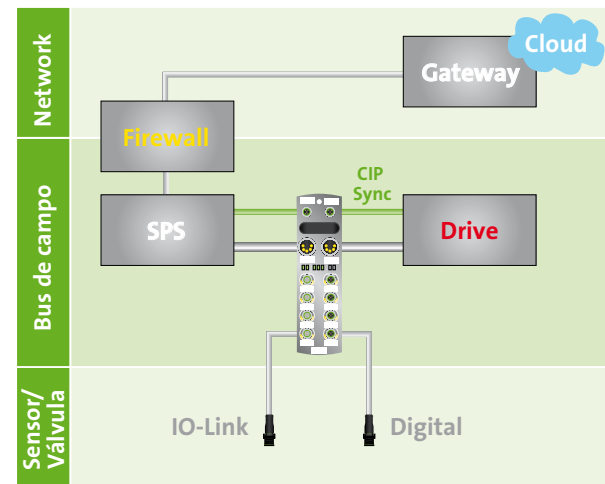 Network
Cloud
Gateway
Firewall
Bus de campo
CIP
Sync
SPS
Drive
Sensor/
Válvula
IO-Link
Digital